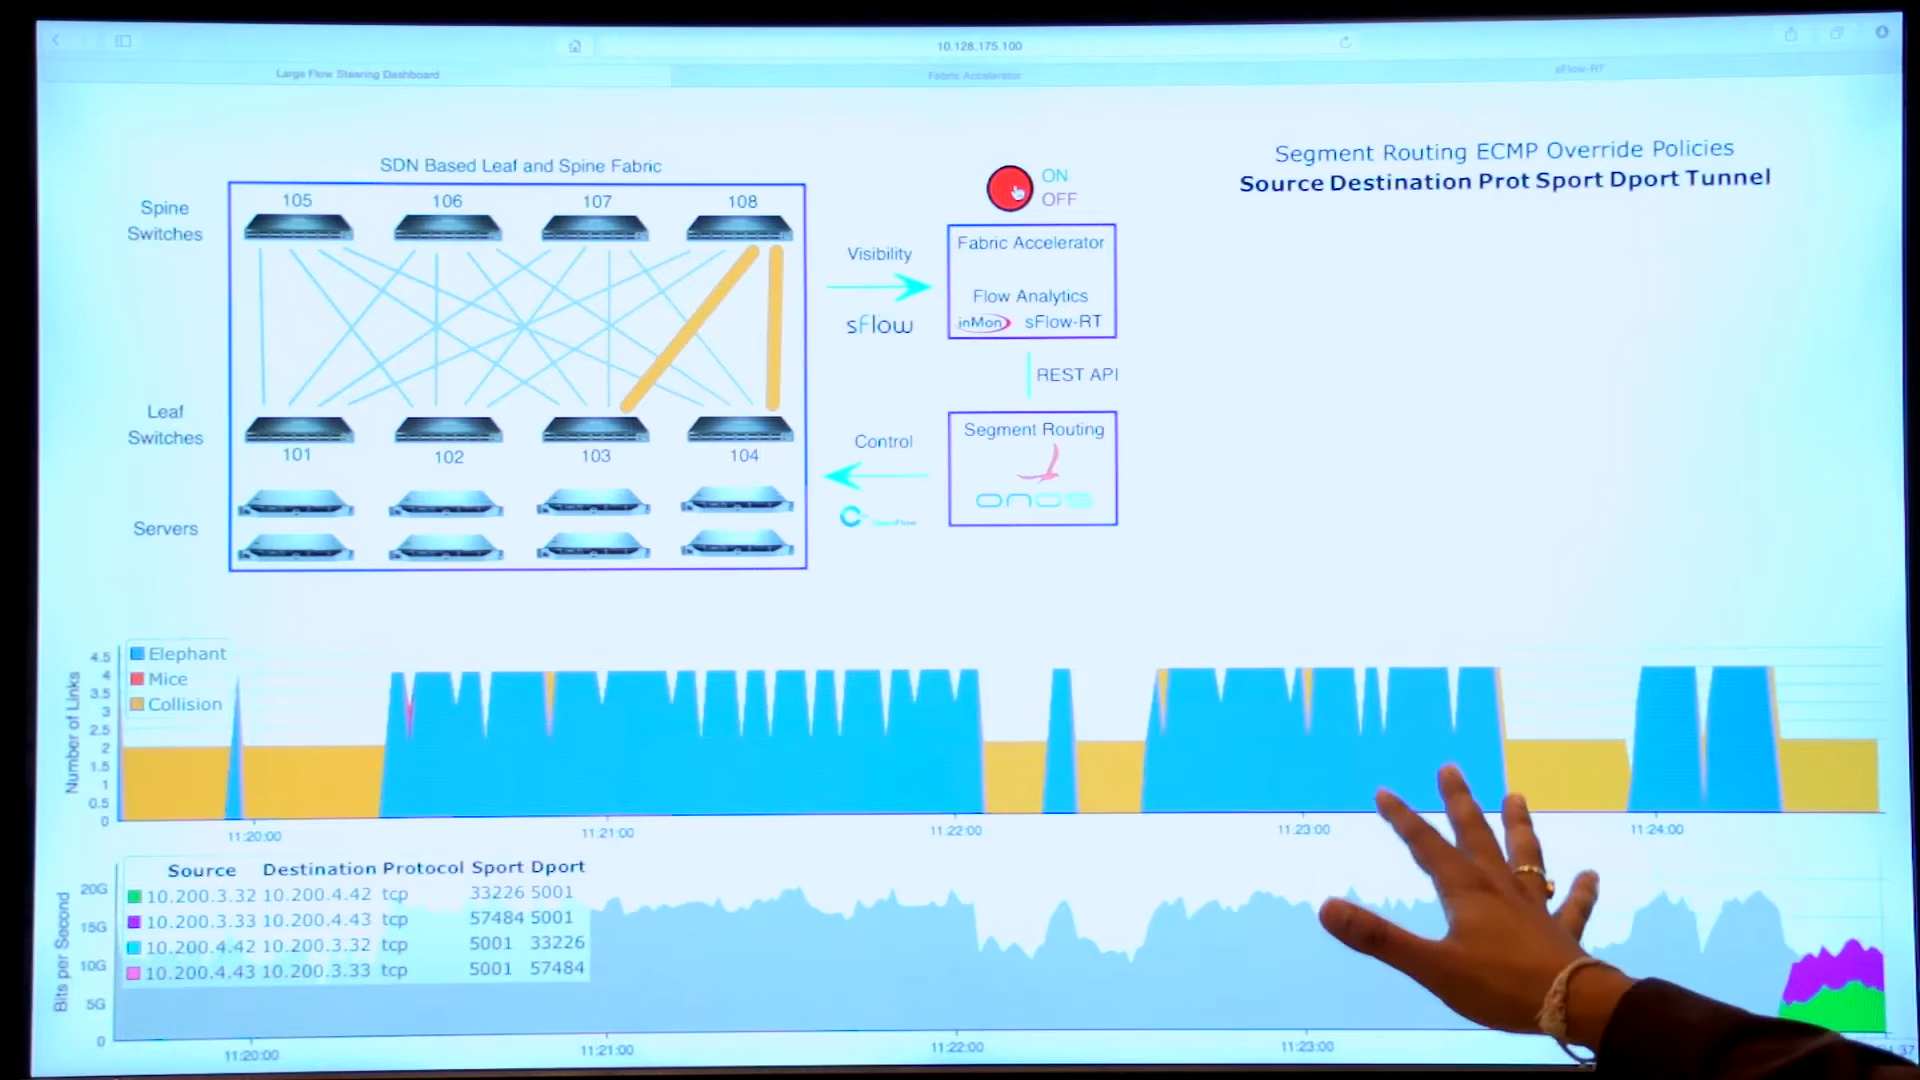 10.128.175.100
Large Flow Steering Dashboard
Fabric Accelerator
sFlow-RT
SDN Based Leaf and Spine Fabric
Spine
Switches
105
106
107
108
Leaf
Switches
101
102
103
104
Servers
Visibility
sFlow
Control
OpenFlow
ON
OFF
Fabric Accelerator
Flow Analytics
inMon sFlow-RT
REST API
Segment Routing
onos
Segment Routing ECMP Override Policies
Source Destination Prot Sport Dport Tunnel
Number of Links
4.5
4
3.5
3
2.5
2
1.5
1
0.5
0
Elephant
Mice
Collision
11:20:00
11:21:00
11:22:00
11:23:00
11:24:00
Bits per Second
20G
15G
10G
5G
0
Source Destination Protocol Sport Dport
10.200.3.32 10.200.4.42 tcp 33226 5001
10.200.3.33 10.200.4.43 tcp 57484 5001
10.200.4.42 10.200.3.32 tcp 5001 33226
10.200.4.43 10.200.3.33 tcp 5001 57484
11:20:00
11:21:00
11:22:00
11:23:00